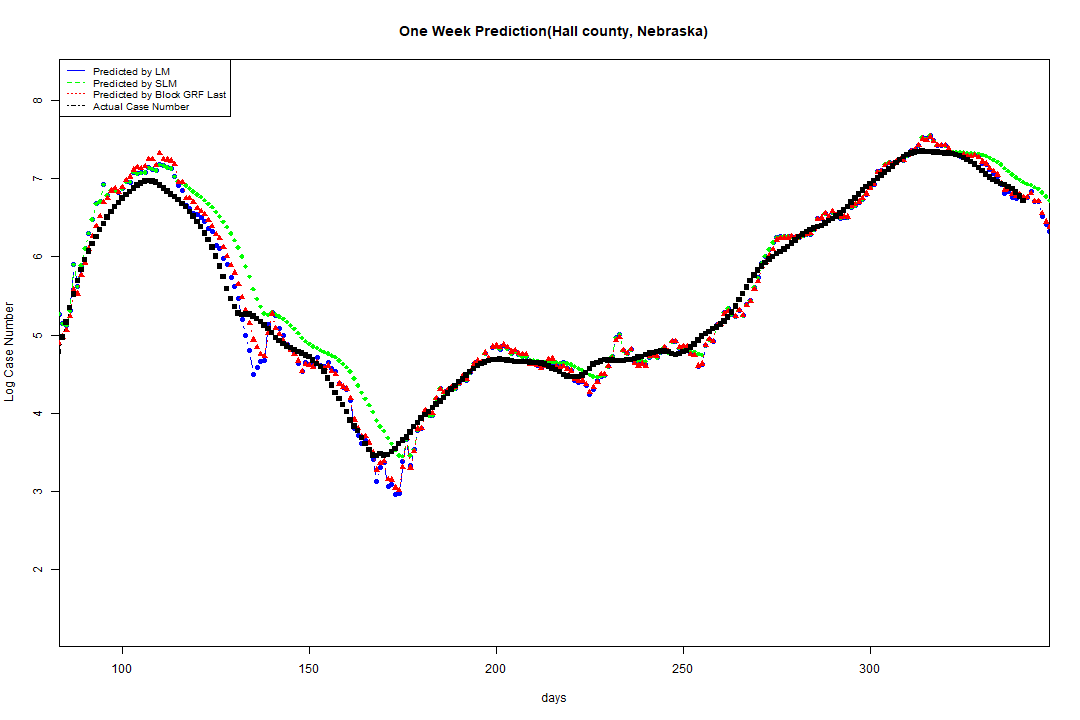 One Week Prediction(Hall county, Nebraska)
Predicted by LM
Predicted by SLM
Predicted by Block GRF Last
Actual Case Number
8
7
6
5
4
3
2
Log Case Number
100 150 200 250 300
days